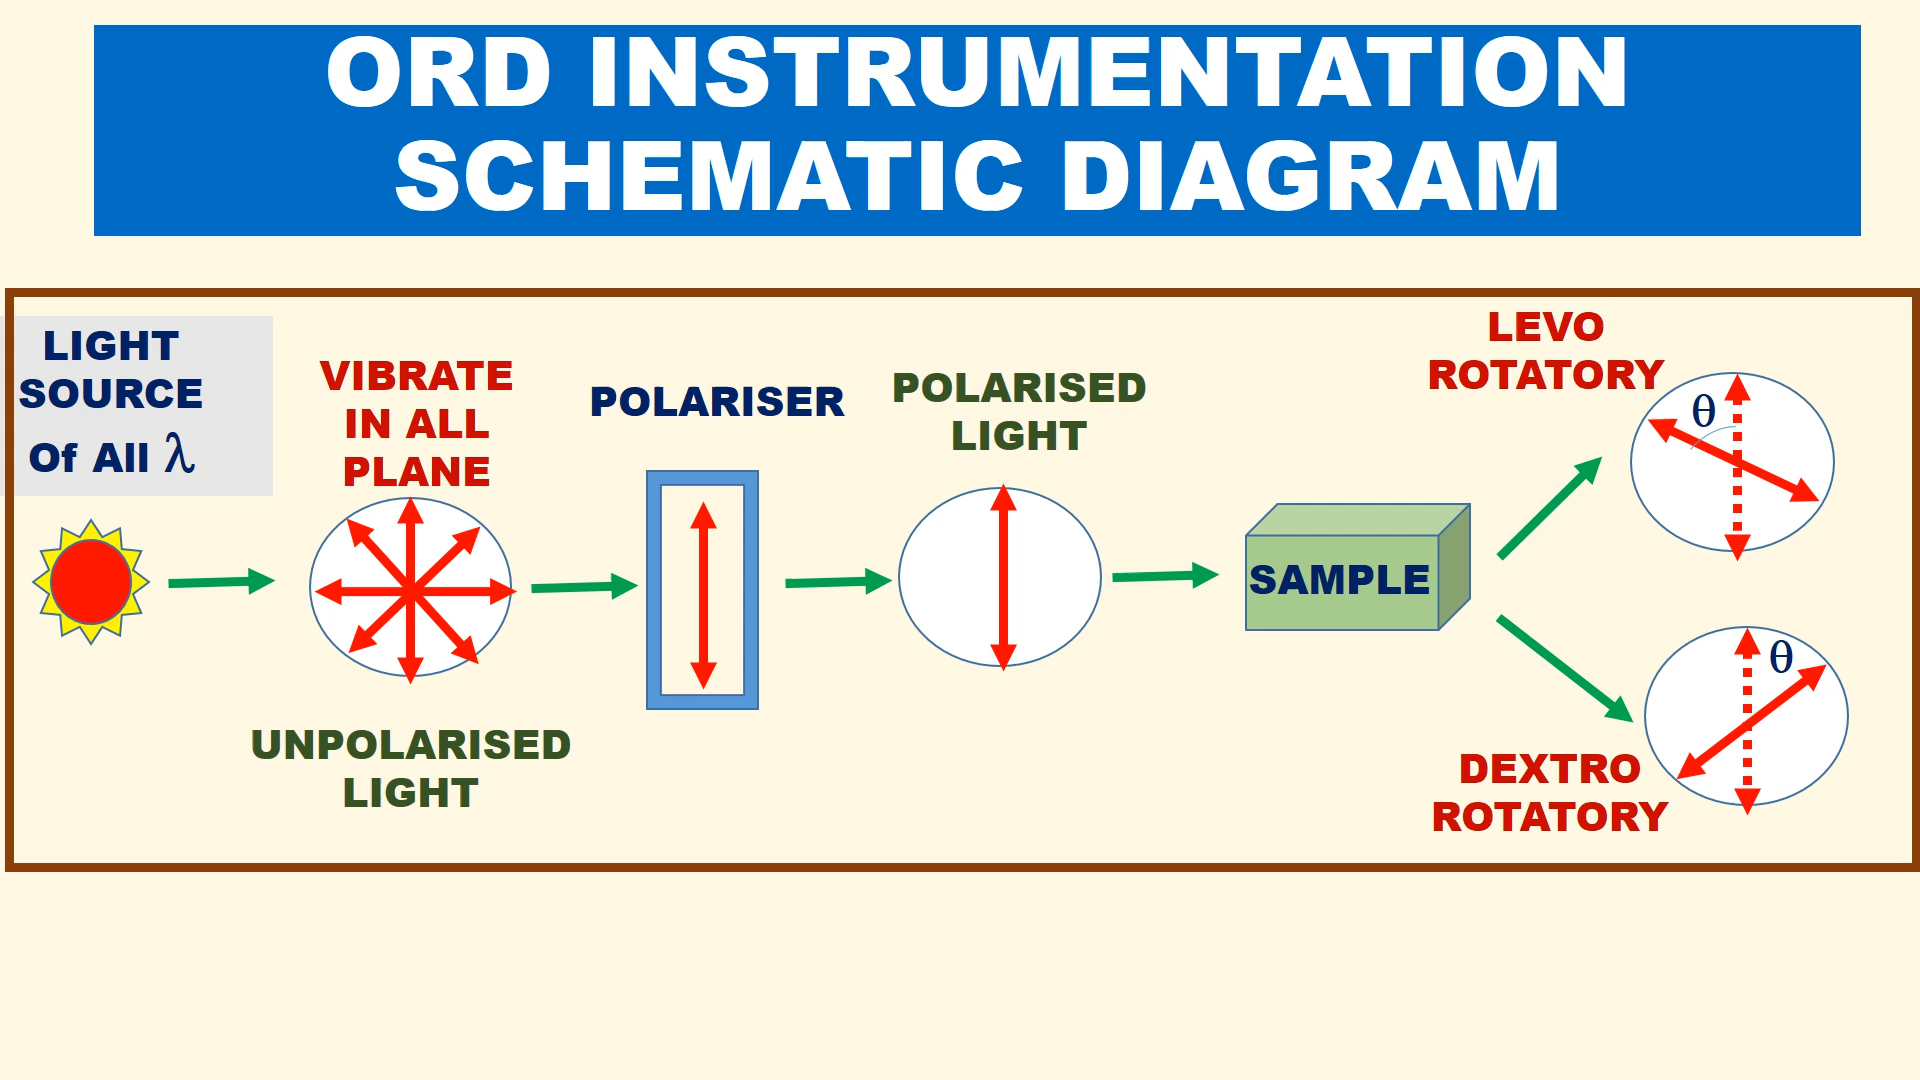 ORD INSTRUMENTATION
SCHEMATIC DIAGRAM
LIGHT
SOURCE
Of All λ
VIBRATE
IN ALL
PLANE
UNPOLARISED
LIGHT
POLARISER
POLARISED
LIGHT
SAMPLE
LEVO
ROTATORY
θ
θ
DEXTRO
ROTATORY